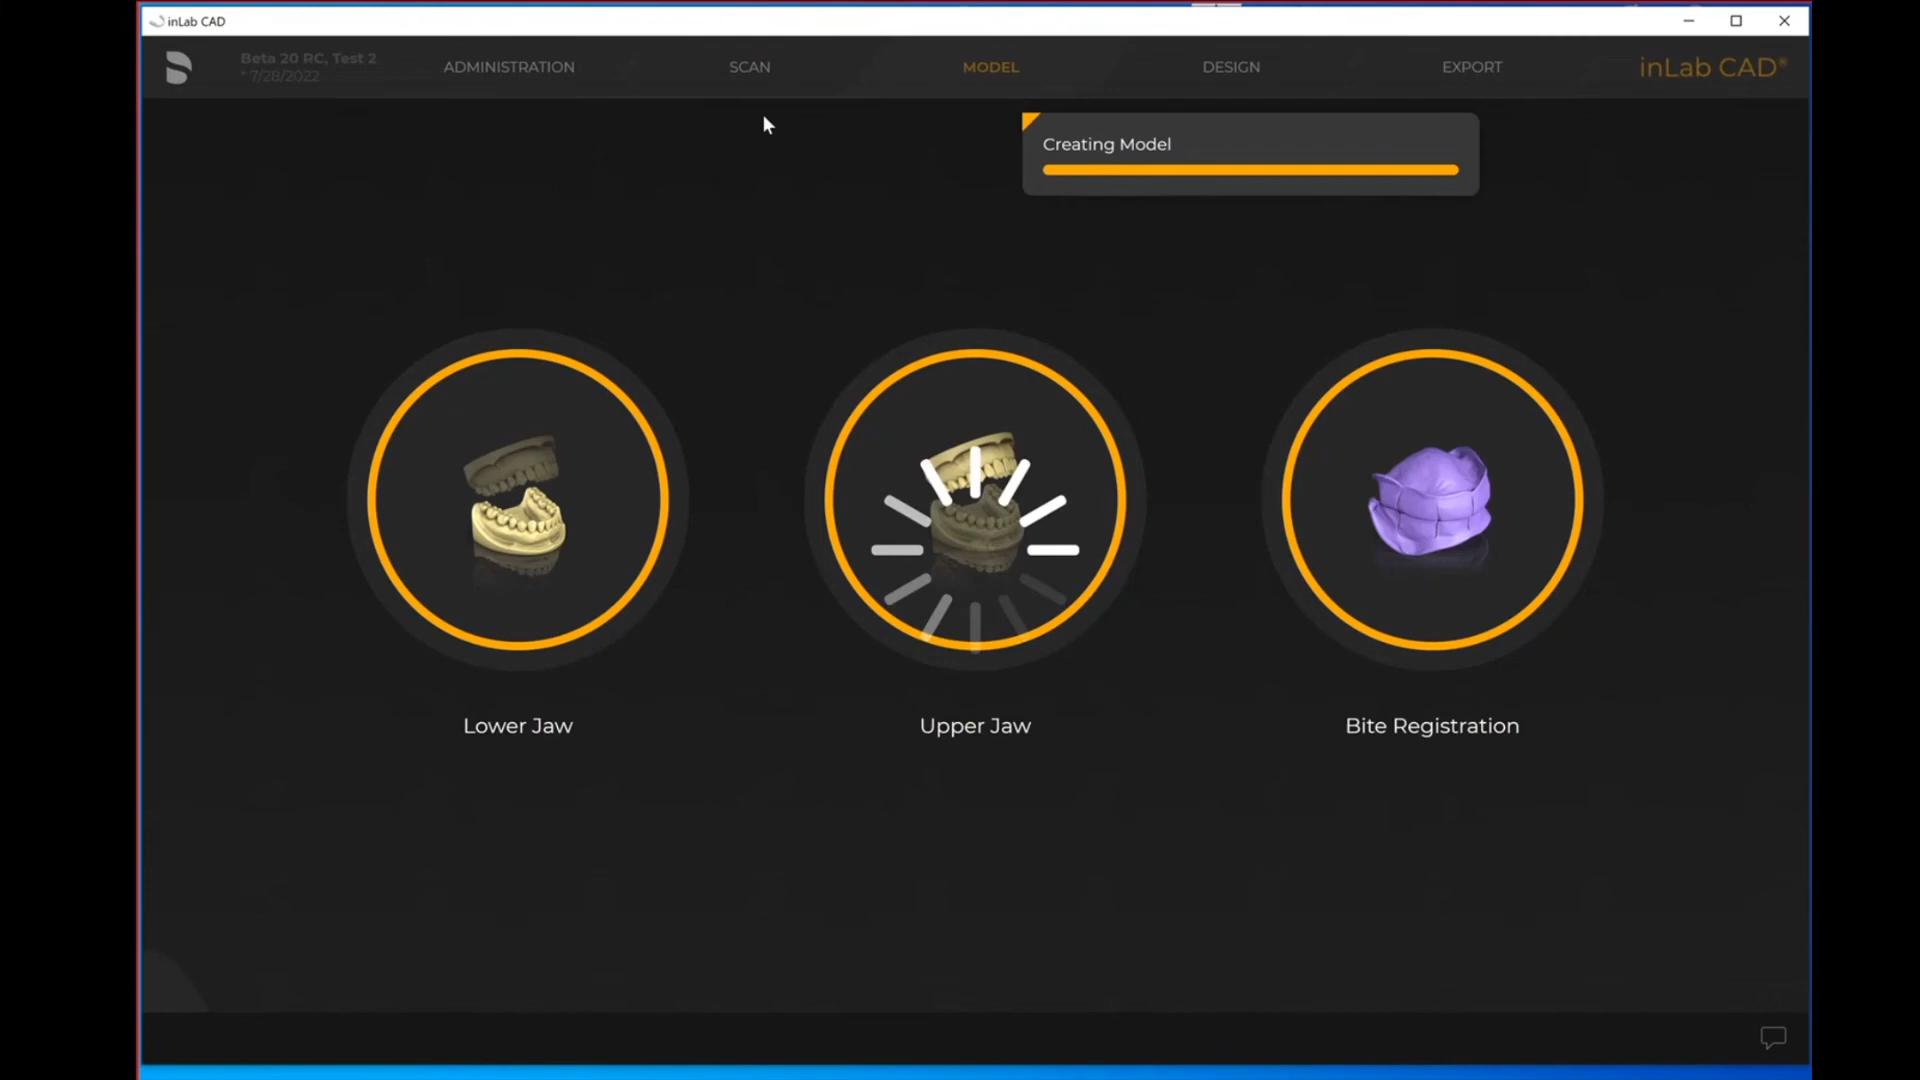 inLab CAD
Beta 20 RC, Test 2
* 7/28/2022
ADMINISTRATION
SCAN
MODEL
DESIGN
EXPORT
inLab CAD®
Creating Model
Lower Jaw
Upper Jaw
Bite Registration